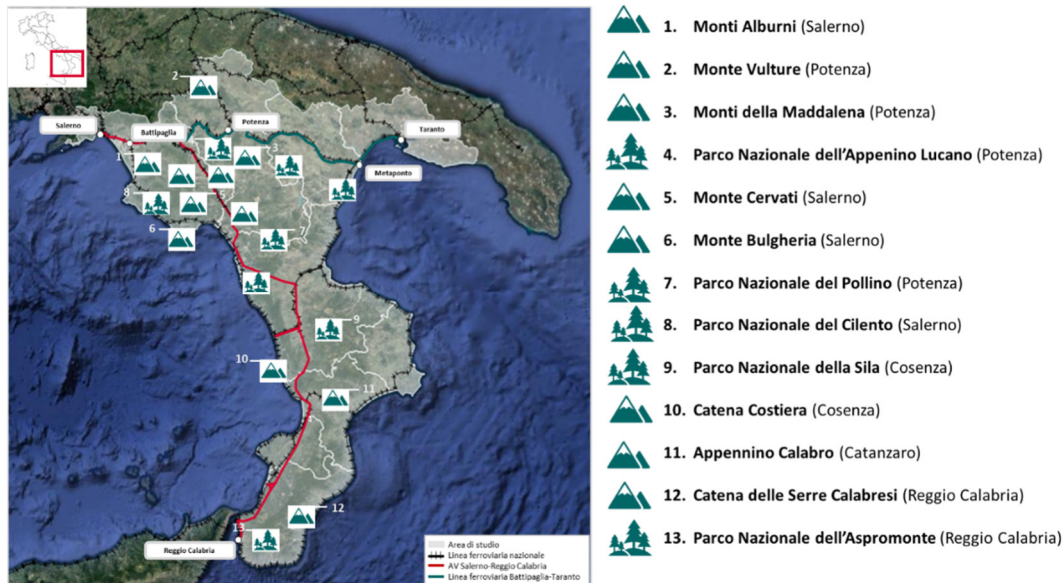 2
Salerno
Battipaglia
Potenza
Taranto
1
3
Metaponto
8
5
6
7
9
10
11
12
13
Reggio Calabria
Area di studio
Linea ferroviaria nazionale
AV Salerno-Reggio Calabria
Linea ferroviaria Battipaglia-Taranto
1. Monti Alburni (Salerno)
2. Monte Vulture (Potenza)
3. Monti della Maddalena (Potenza)
4. Parco Nazionale dell'Appenino Lucano (Potenza)
5. Monte Cervati (Salerno)
6. Monte Bulgheria (Salerno)
7. Parco Nazionale del Pollino (Potenza)
8. Parco Nazionale del Cilento (Salerno)
9. Parco Nazionale della Sila (Cosenza)
10. Catena Costiera (Cosenza)
11. Appennino Calabro (Catanzaro)
12. Catena delle Serre Calabresi (Reggio Calabria)
13. Parco Nazionale dell'Aspromonte (Reggio Calabria)